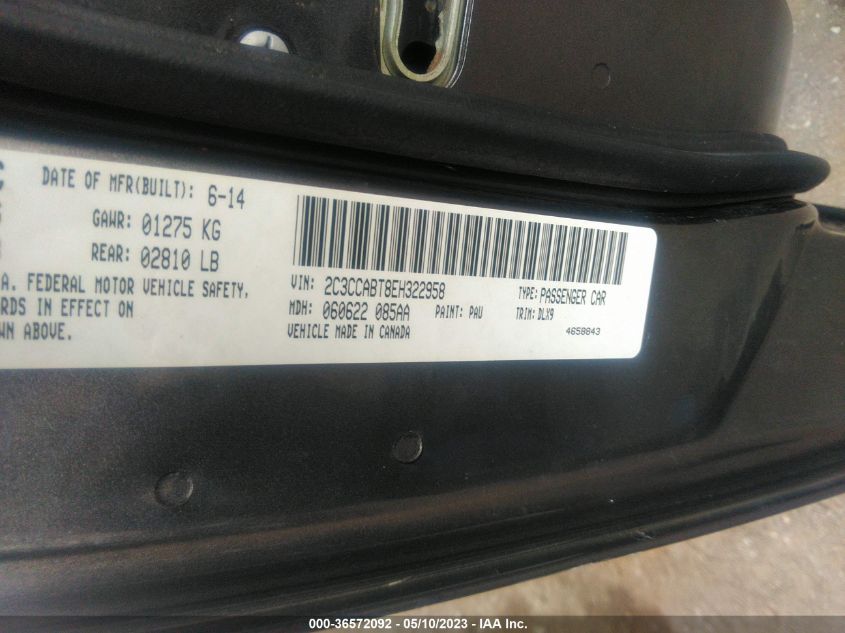 DATE OF MFR(BUILT): 6-14
GAWR: 01275 KG
REAR: 02810 LB
A. FEDERAL MOTOR VEHICLE SAFETY,
RDS IN EFFECT ON
WN ABOVE.
VIN: 2C3CCABT8EH322958
TYPE: PASSENGER CAR
MDH: 060622 085AA
PAINT: PAU
TRIM: DLX9
VEHICLE MADE IN CANADA
4658843
000-36572092 - 05/10/2023 - IAA Inc.